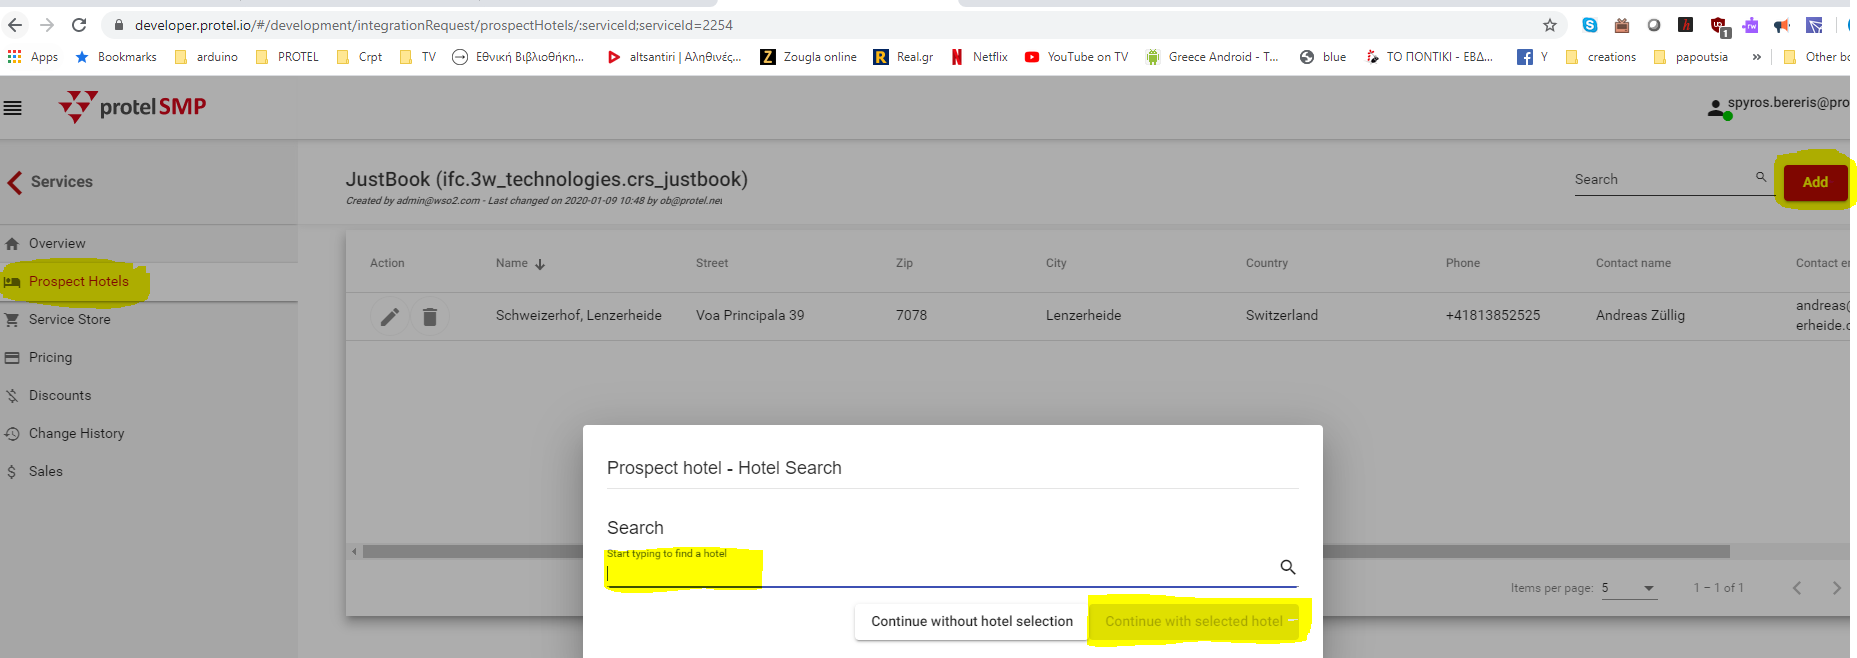 developer.protel.io/#/development/integrationRequest/prospectHotels/:serviceId;serviceId=2254
1
Apps Bookmarks arduino PROTEL Crpt TV Εθνική Βιβλιοθήκη... altsantiri | Αληθινές... Zougla online Real.gr Netflix YouTube on TV Greece Android - T... blue ΤΟ ΠΟΝΤΙΚΙ - ΕΒΔ... Y creations papoutsia » Other bo
protel SMP
spyros.bereris@pro
Services
JustBook (ifc.3w_technologies.crs_justbook)
Created by admin@wso2.com - Last changed on 2020-01-09 10:48 by ob@protel.net
Search
Add
Overview
Prospect Hotels
Service Store
Pricing
Discounts
Change History
Sales
Action Name Street Zip City Country Phone Contact name Contact em
Schweizerhof, Lenzerheide Voa Principala 39 7078 Lenzerheide Switzerland +41813852525 Andreas Züllig andreas@
erheide.c
Prospect hotel - Hotel Search
Search
Start typing to find a hotel
Continue without hotel selection Continue with selected hotel
Items per page: 5 1 – 1 of 1